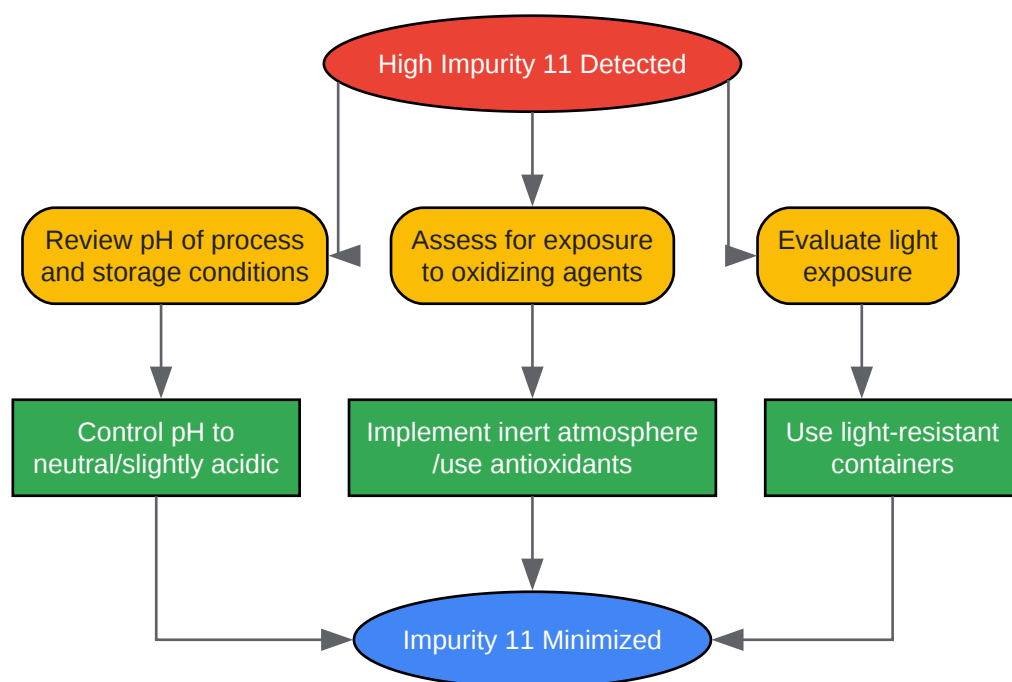 High Impurity 11 Detected
Review pH of process
and storage conditions
Assess for exposure
to oxidizing agents
Evaluate light
exposure
Control pH to
neutral/slightly acidic
Implement inert atmosphere
/use antioxidants
Use light-resistant
containers
Impurity 11 Minimized